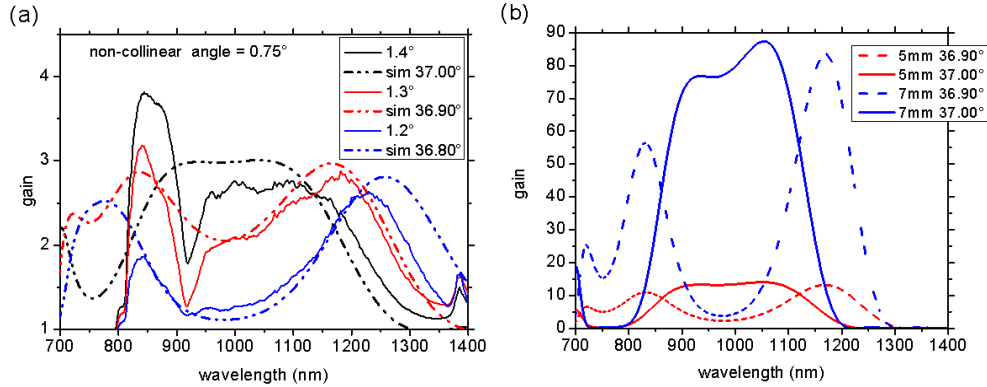 (a)
non-collinear angle = 0.75°
1.4°
sim 37.00°
1.3°
sim 36.90°
1.2°
sim 36.80°
gain
4
3
2
1
700 800 900 1000 1100 1200 1300 1400
wavelength (nm)
(b)
5mm 36.90°
5mm 37.00°
7mm 36.90°
7mm 37.00°
gain
90
80
70
60
50
40
30
20
10
0
700 800 900 1000 1100 1200 1300 1400
wavelength (nm)